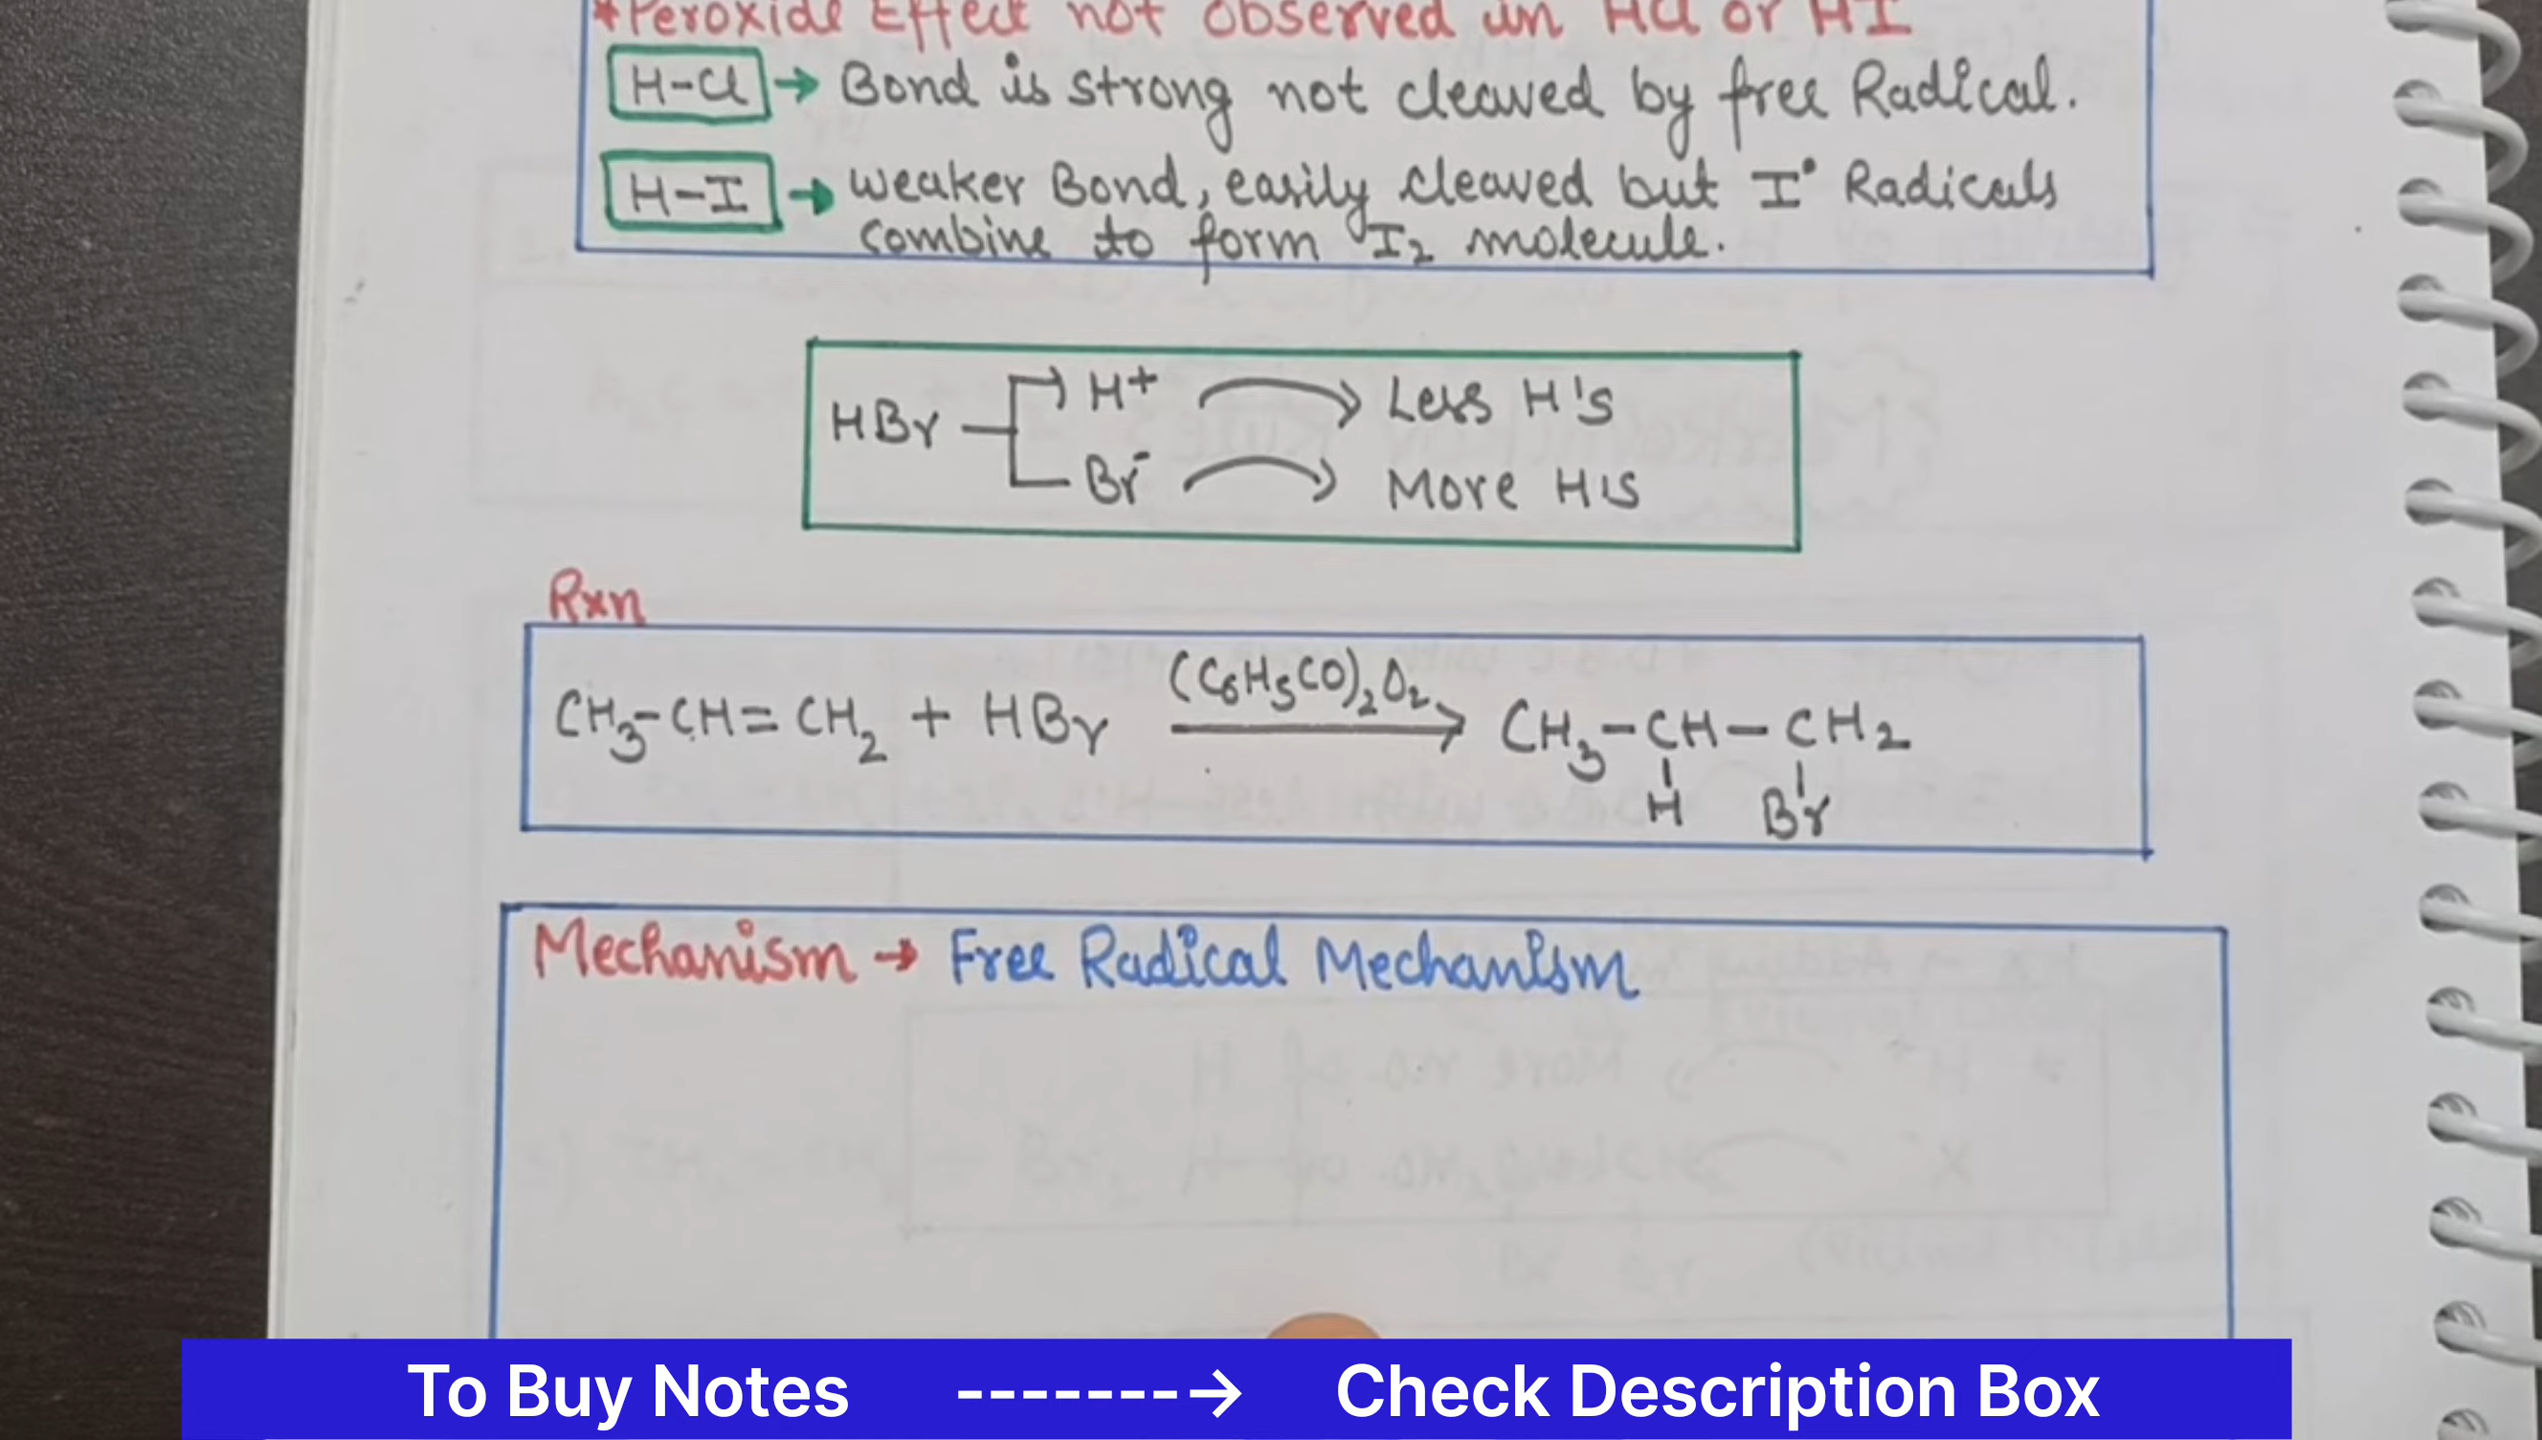 *Peroxide Effect not observed in HCl or HI
H-Cl → Bond is strong not cleaved by free Radical.
H-I → weaker Bond, easily cleaved but I• Radicals
combine to form I₂ molecule.
H⁺ → Less H's
HBr
Br⁻ → More H's
Rxn
(C₆H₅CO)₂O₂
CH₃-CH=CH₂ + HBr → CH₃-CH-CH₂
H Br
Mechanism → Free Radical Mechanism
To Buy Notes -------→ Check Description Box